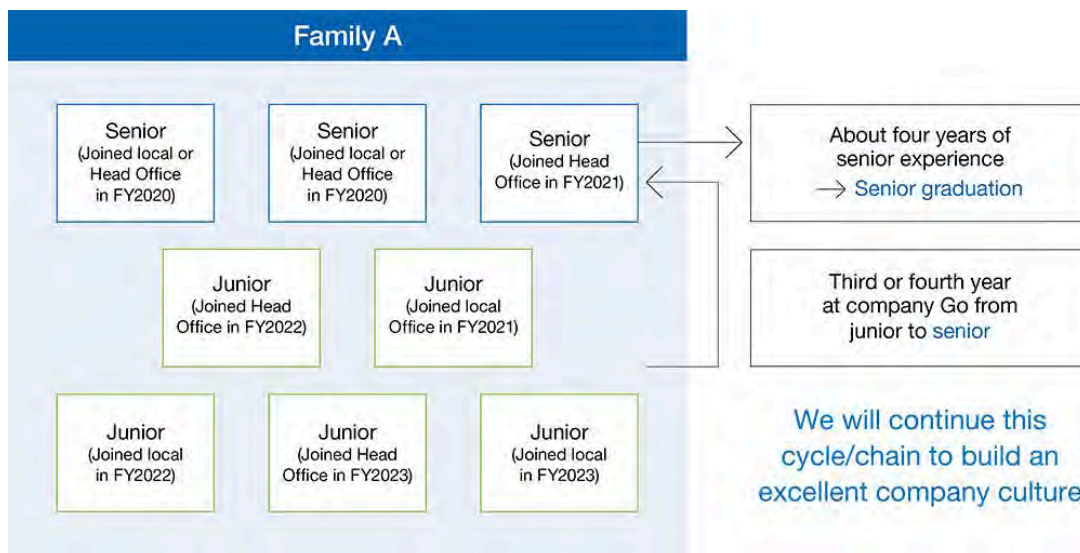 Family A
Senior
(Joined local or
Head Office
in FY2020)
Senior
(Joined local or
Head Office
in FY2020)
Senior
(Joined Head
Office in FY2021)
About four years of
senior experience
→ Senior graduation
Junior
(Joined Head
Office in FY2022)
Junior
(Joined local
Office in FY2021)
Third or fourth year
at company Go from
junior to senior
Junior
(Joined local
in FY2022)
Junior
(Joined Head
Office in FY2023)
Junior
(Joined local
in FY2023)
We will continue this
cycle/chain to build an
excellent company culture